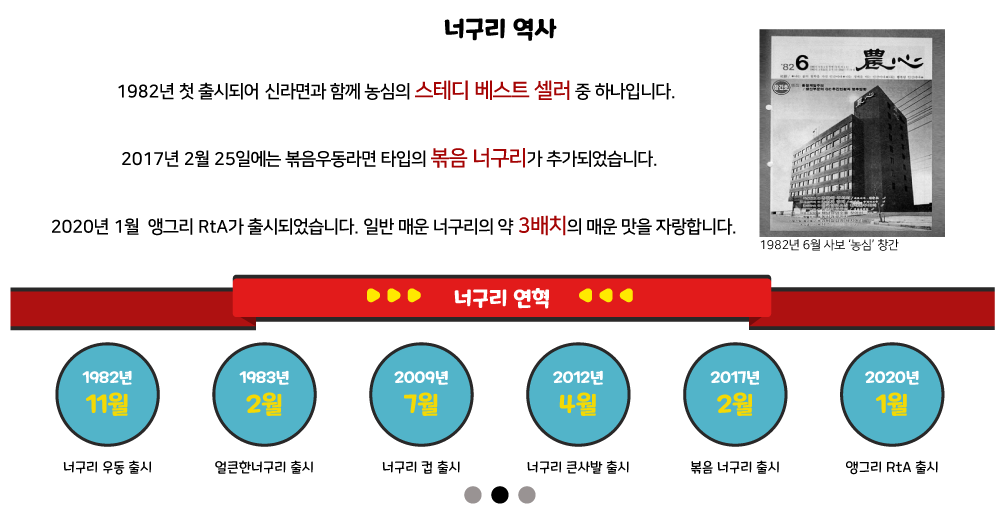 너구리 역사
1982년 첫 출시되어 신라면과 함께 농심의 스테디 베스트 셀러 중 하나입니다.
2017년 2월 25일에는 볶음우동라면 타입의 볶음 너구리가 추가되었습니다.
2020년 1월 앵그리 RtA가 출시되었습니다. 일반 매운 너구리의 약 3배치의 매운 맛을 자랑합니다.
'82 6
農心
창간호
1982년 6월 사보 ‘농심’ 창간
너구리 연혁
1982년
11월
너구리 우동 출시
1983년
2월
얼큰한너구리 출시
2009년
7월
너구리 컵 출시
2012년
4월
너구리 큰사발 출시
2017년
2월
볶음 너구리 출시
2020년
1월
앵그리 RtA 출시